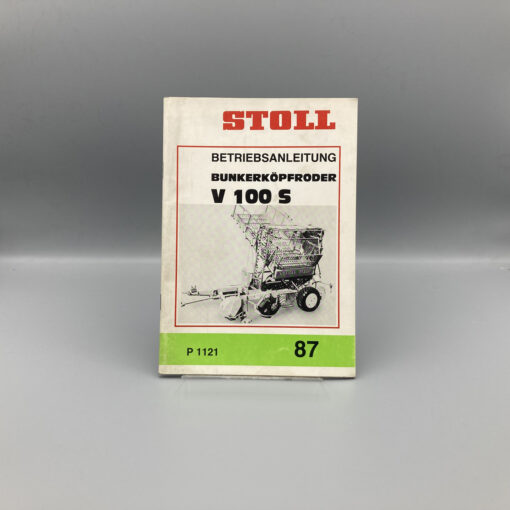 STOLL
BETRIEBSANLEITUNG
BUNKERKÖPFRODER
V 100 S
P 1121 87